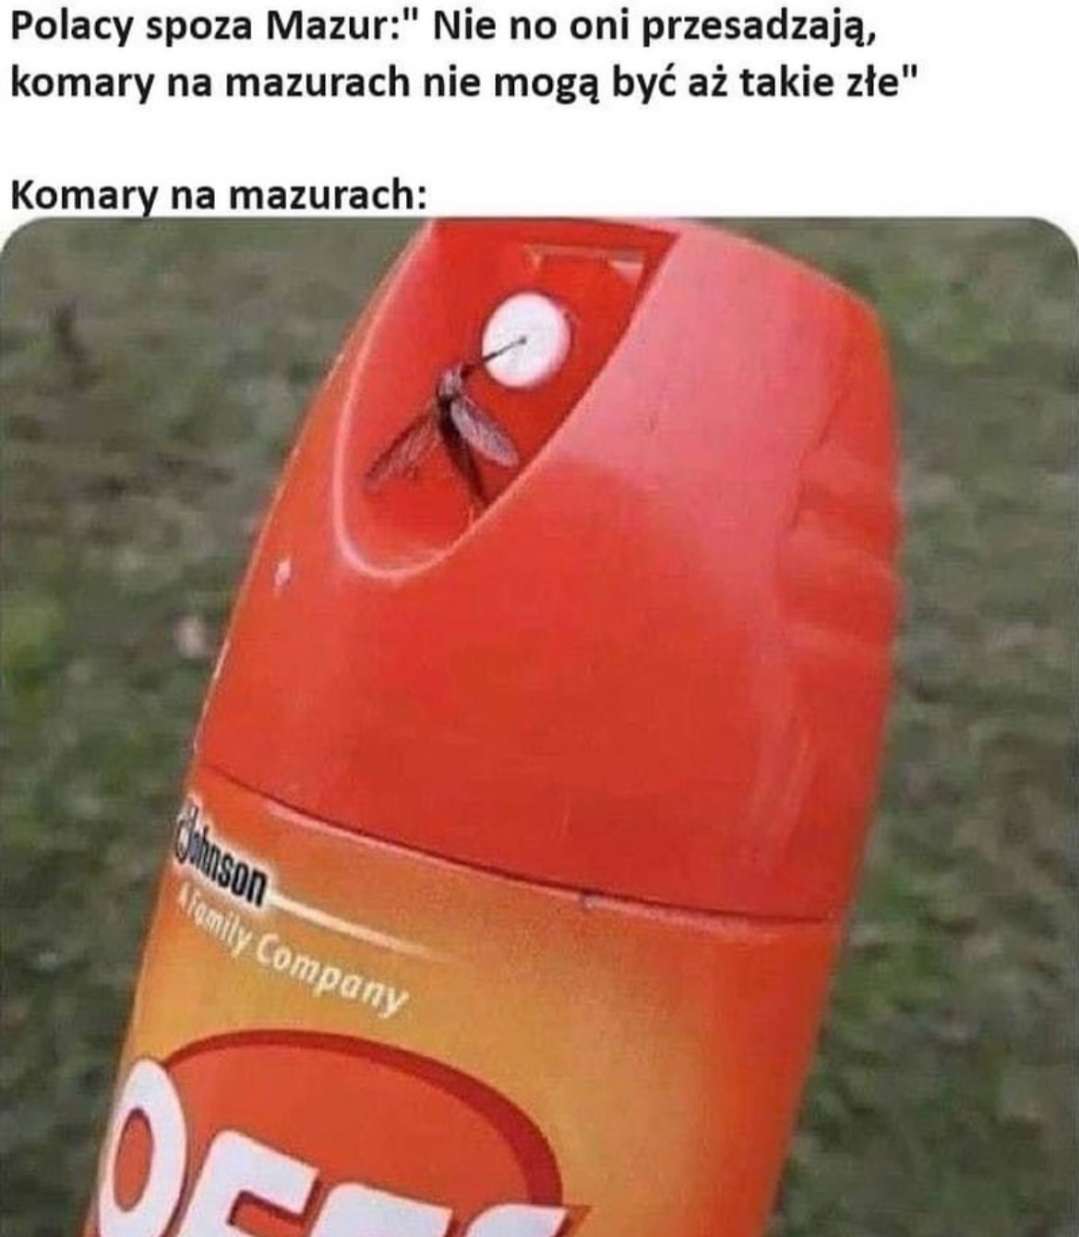 Polacy spoza Mazur:" Nie no oni przesadzają,
komary na mazurach nie mogą być aż takie złe"
Komary na mazurach:
Johnson
A Family Company
OFF!